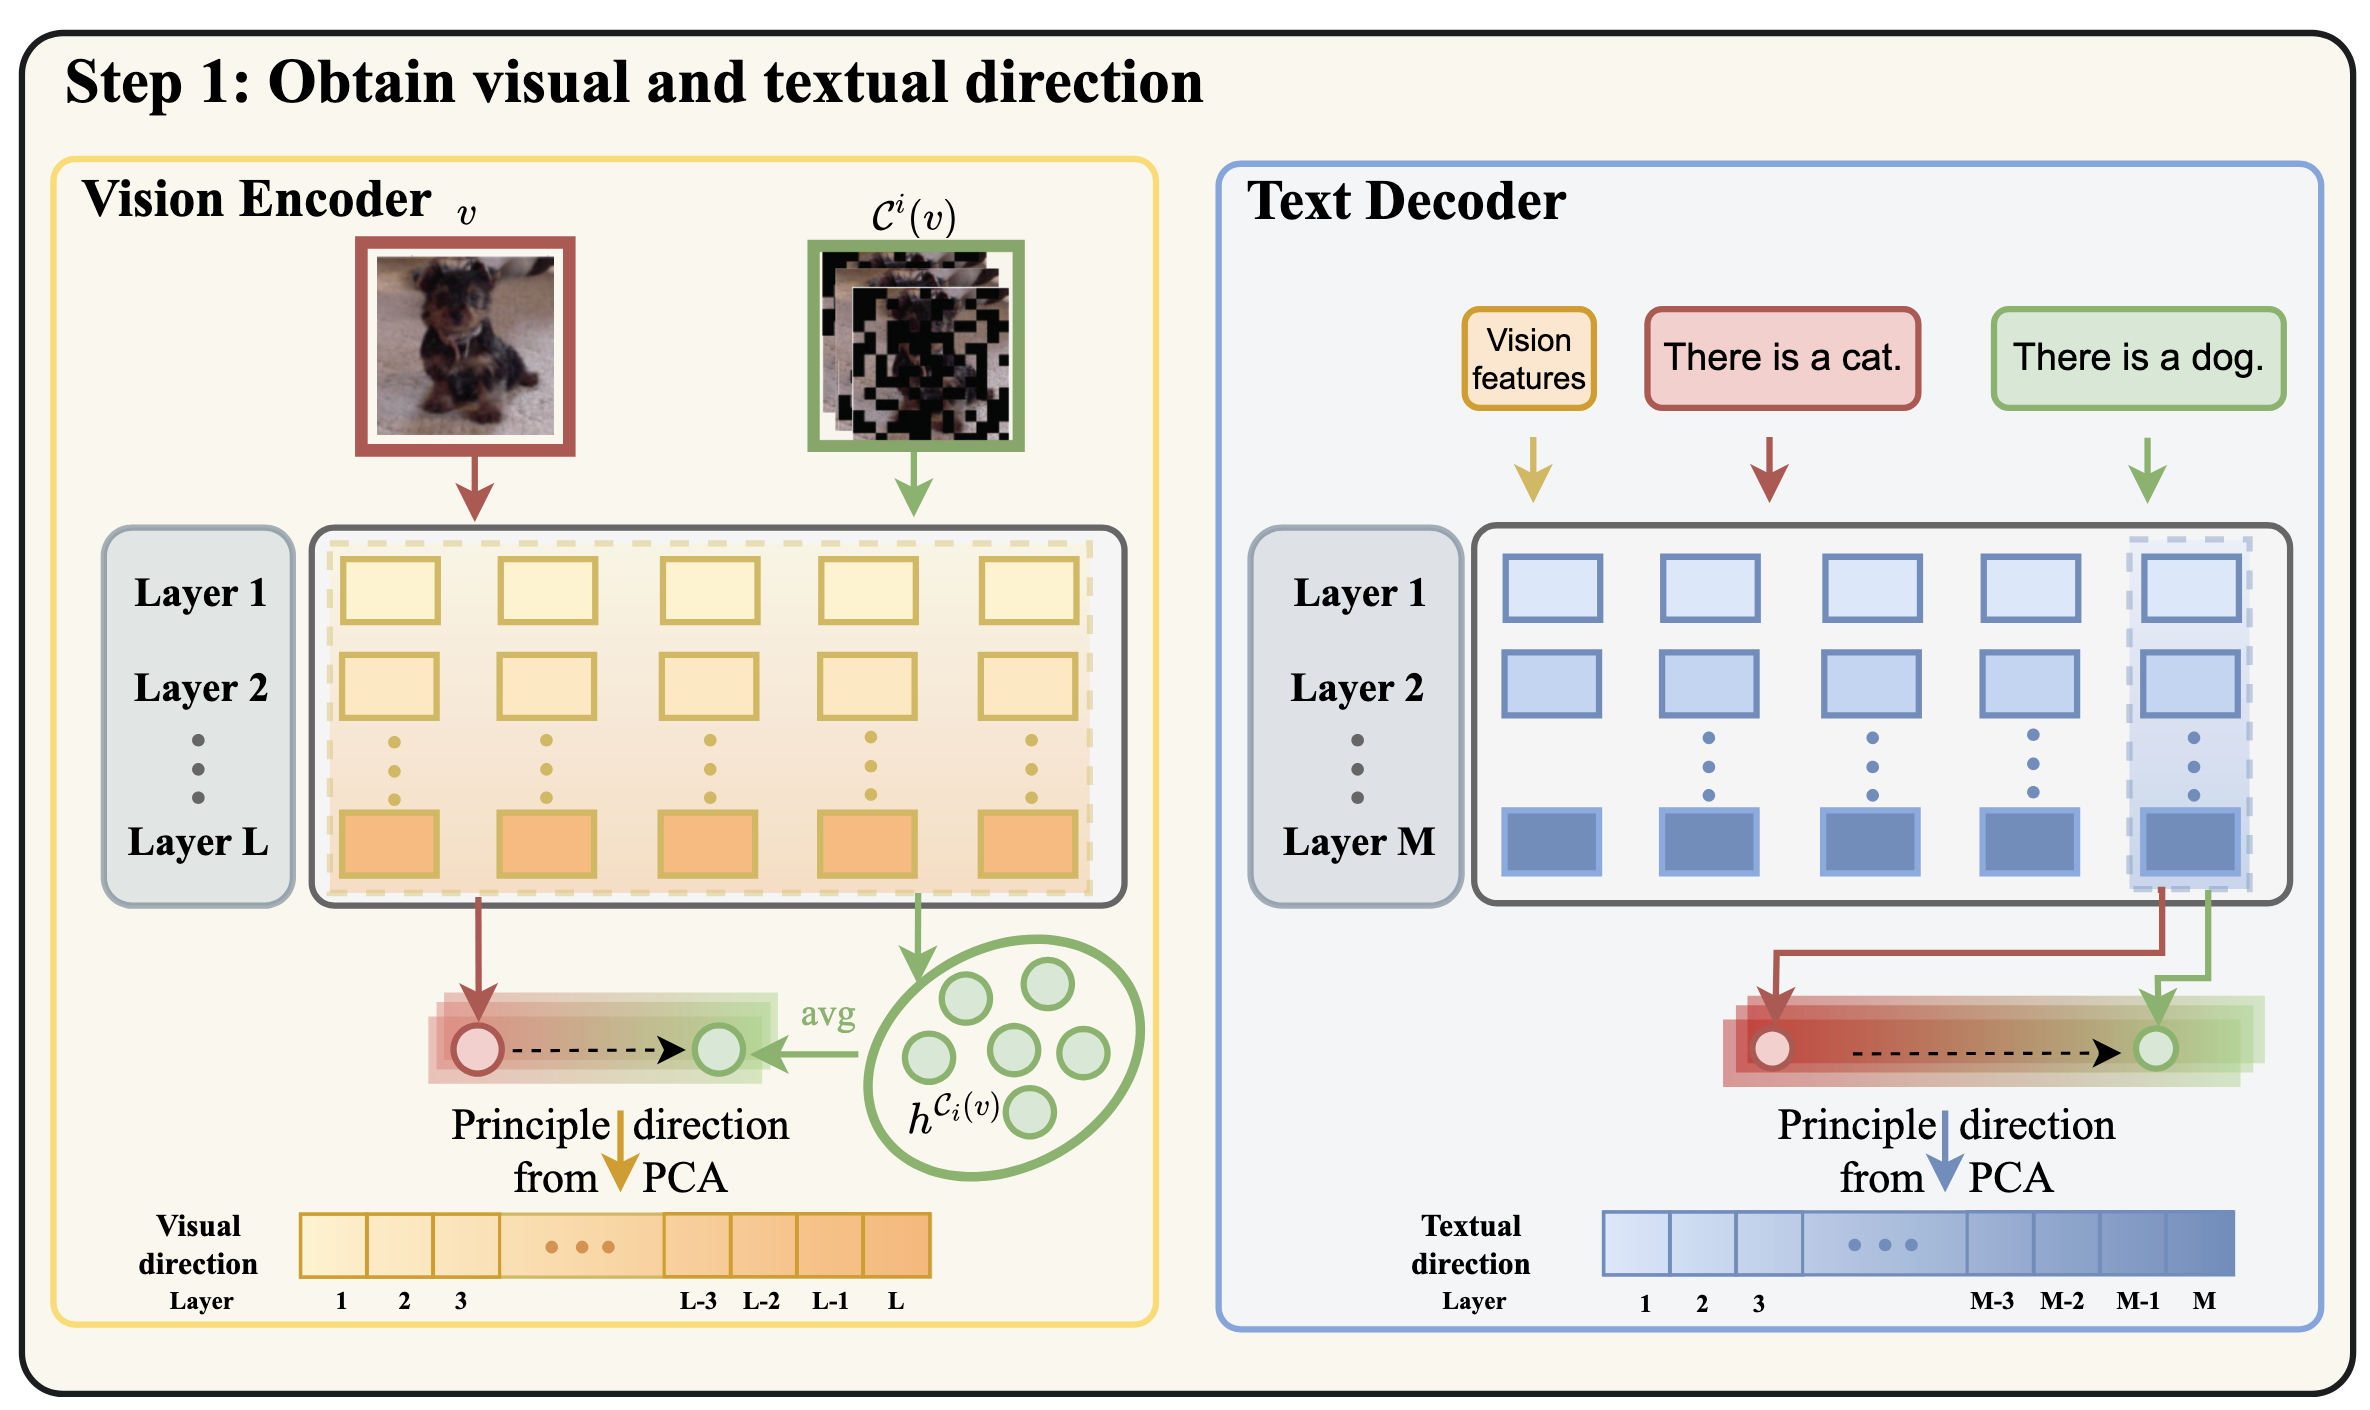 Step 1: Obtain visual and textual direction
Vision Encoder
v
𝒞ⁱ(v)
Layer 1
Layer 2
Layer L
avg
h^𝒞ᵢ(v)
Principle direction
from PCA
Visual
direction
Layer 1 2 3 L-3 L-2 L-1 L
Text Decoder
Vision
features
There is a cat.
There is a dog.
Layer 1
Layer 2
Layer M
Principle direction
from PCA
Textual
direction
Layer 1 2 3 M-3 M-2 M-1 M